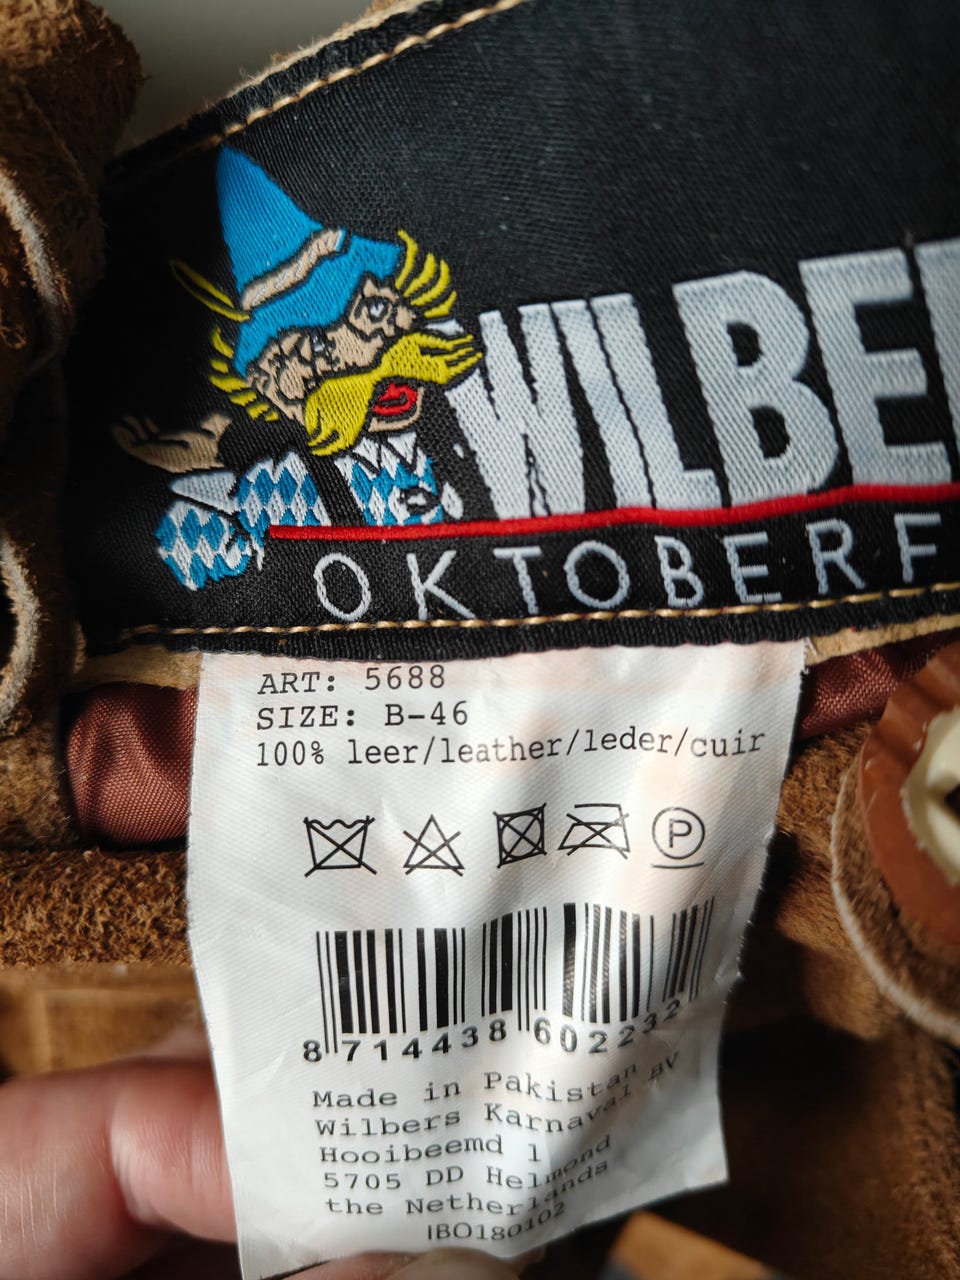 WILBE
OKTOBERF
ART: 5688
SIZE: B-46
100% leer/leather/leder/cuir
P
8 714438 602232
Made in Pakistan
Wilbers Karnaval BV
Hooibeemd 1
5705 DD Helmond
the Netherlands
IBO180102